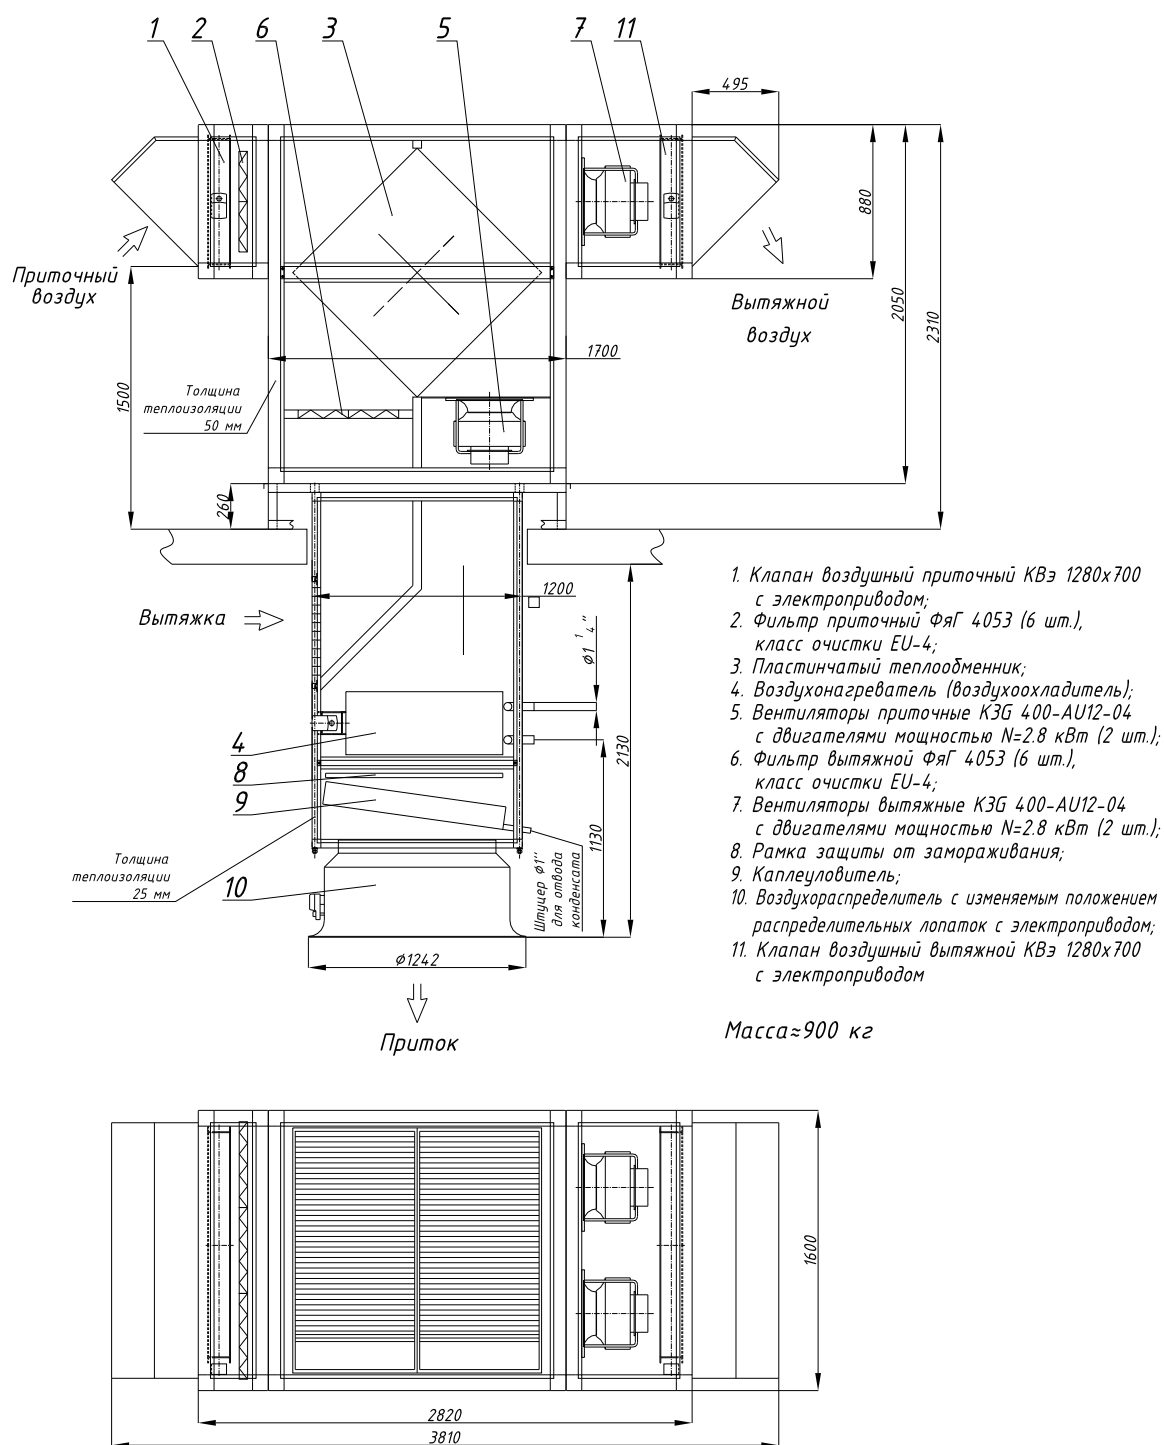 1 2 6 3 5 7 11
495
880
Приточный
воздух
Вытяжной
воздух
2050
2310
1700
1500
Толщина
теплоизоляции
50 мм
260
1. Клапан воздушный приточный КВэ 1280х700
с электроприводом;
2. Фильтр приточный ФяГ 4053 (6 шт.),
класс очистки EU-4;
3. Пластинчатый теплообменник;
4. Воздухонагреватель (воздухоохладитель);
5. Вентиляторы приточные K3G 400-AU12-04
с двигателями мощностью N=2.8 кВт (2 шт.);
6. Фильтр вытяжной ФяГ 4053 (6 шт.),
класс очистки EU-4;
7. Вентиляторы вытяжные K3G 400-AU12-04
с двигателями мощностью N=2.8 кВт (2 шт.);
8. Рамка защиты от замораживания;
9. Каплеуловитель;
10. Воздухораспределитель с изменяемым положением
распределительных лопаток с электроприводом;
11. Клапан воздушный вытяжной КВэ 1280х700
с электроприводом
1200
Вытяжка
ϕ1 1/4"
4
8
9
2130
1130
Толщина
теплоизоляции
25 мм
10
Штуцер ϕ1"
для отвода
конденсата
ϕ1242
Приток
Масса≈900 кг
1600
2820
3810